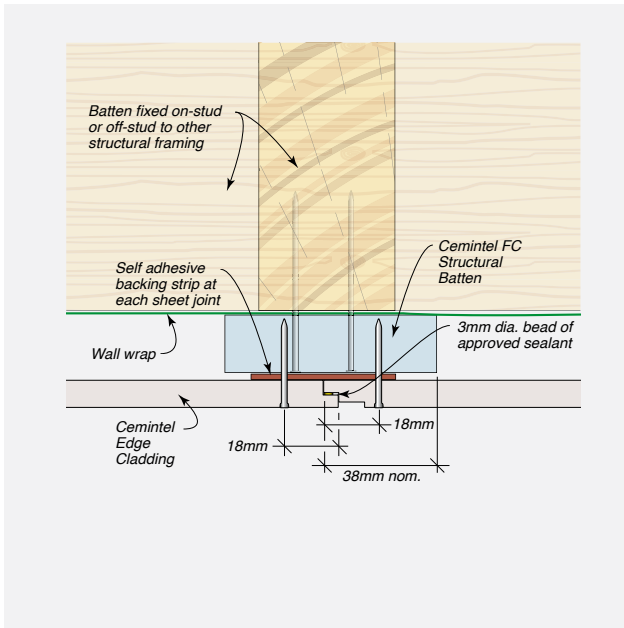 Batten fixed on-stud
or off-stud to other
structural framing
Cemintel FC
Structural
Batten
Self adhesive
backing strip at
each sheet joint
3mm dia. bead of
approved sealant
Wall wrap
Cemintel
Edge
Cladding
18mm
18mm
38mm nom.